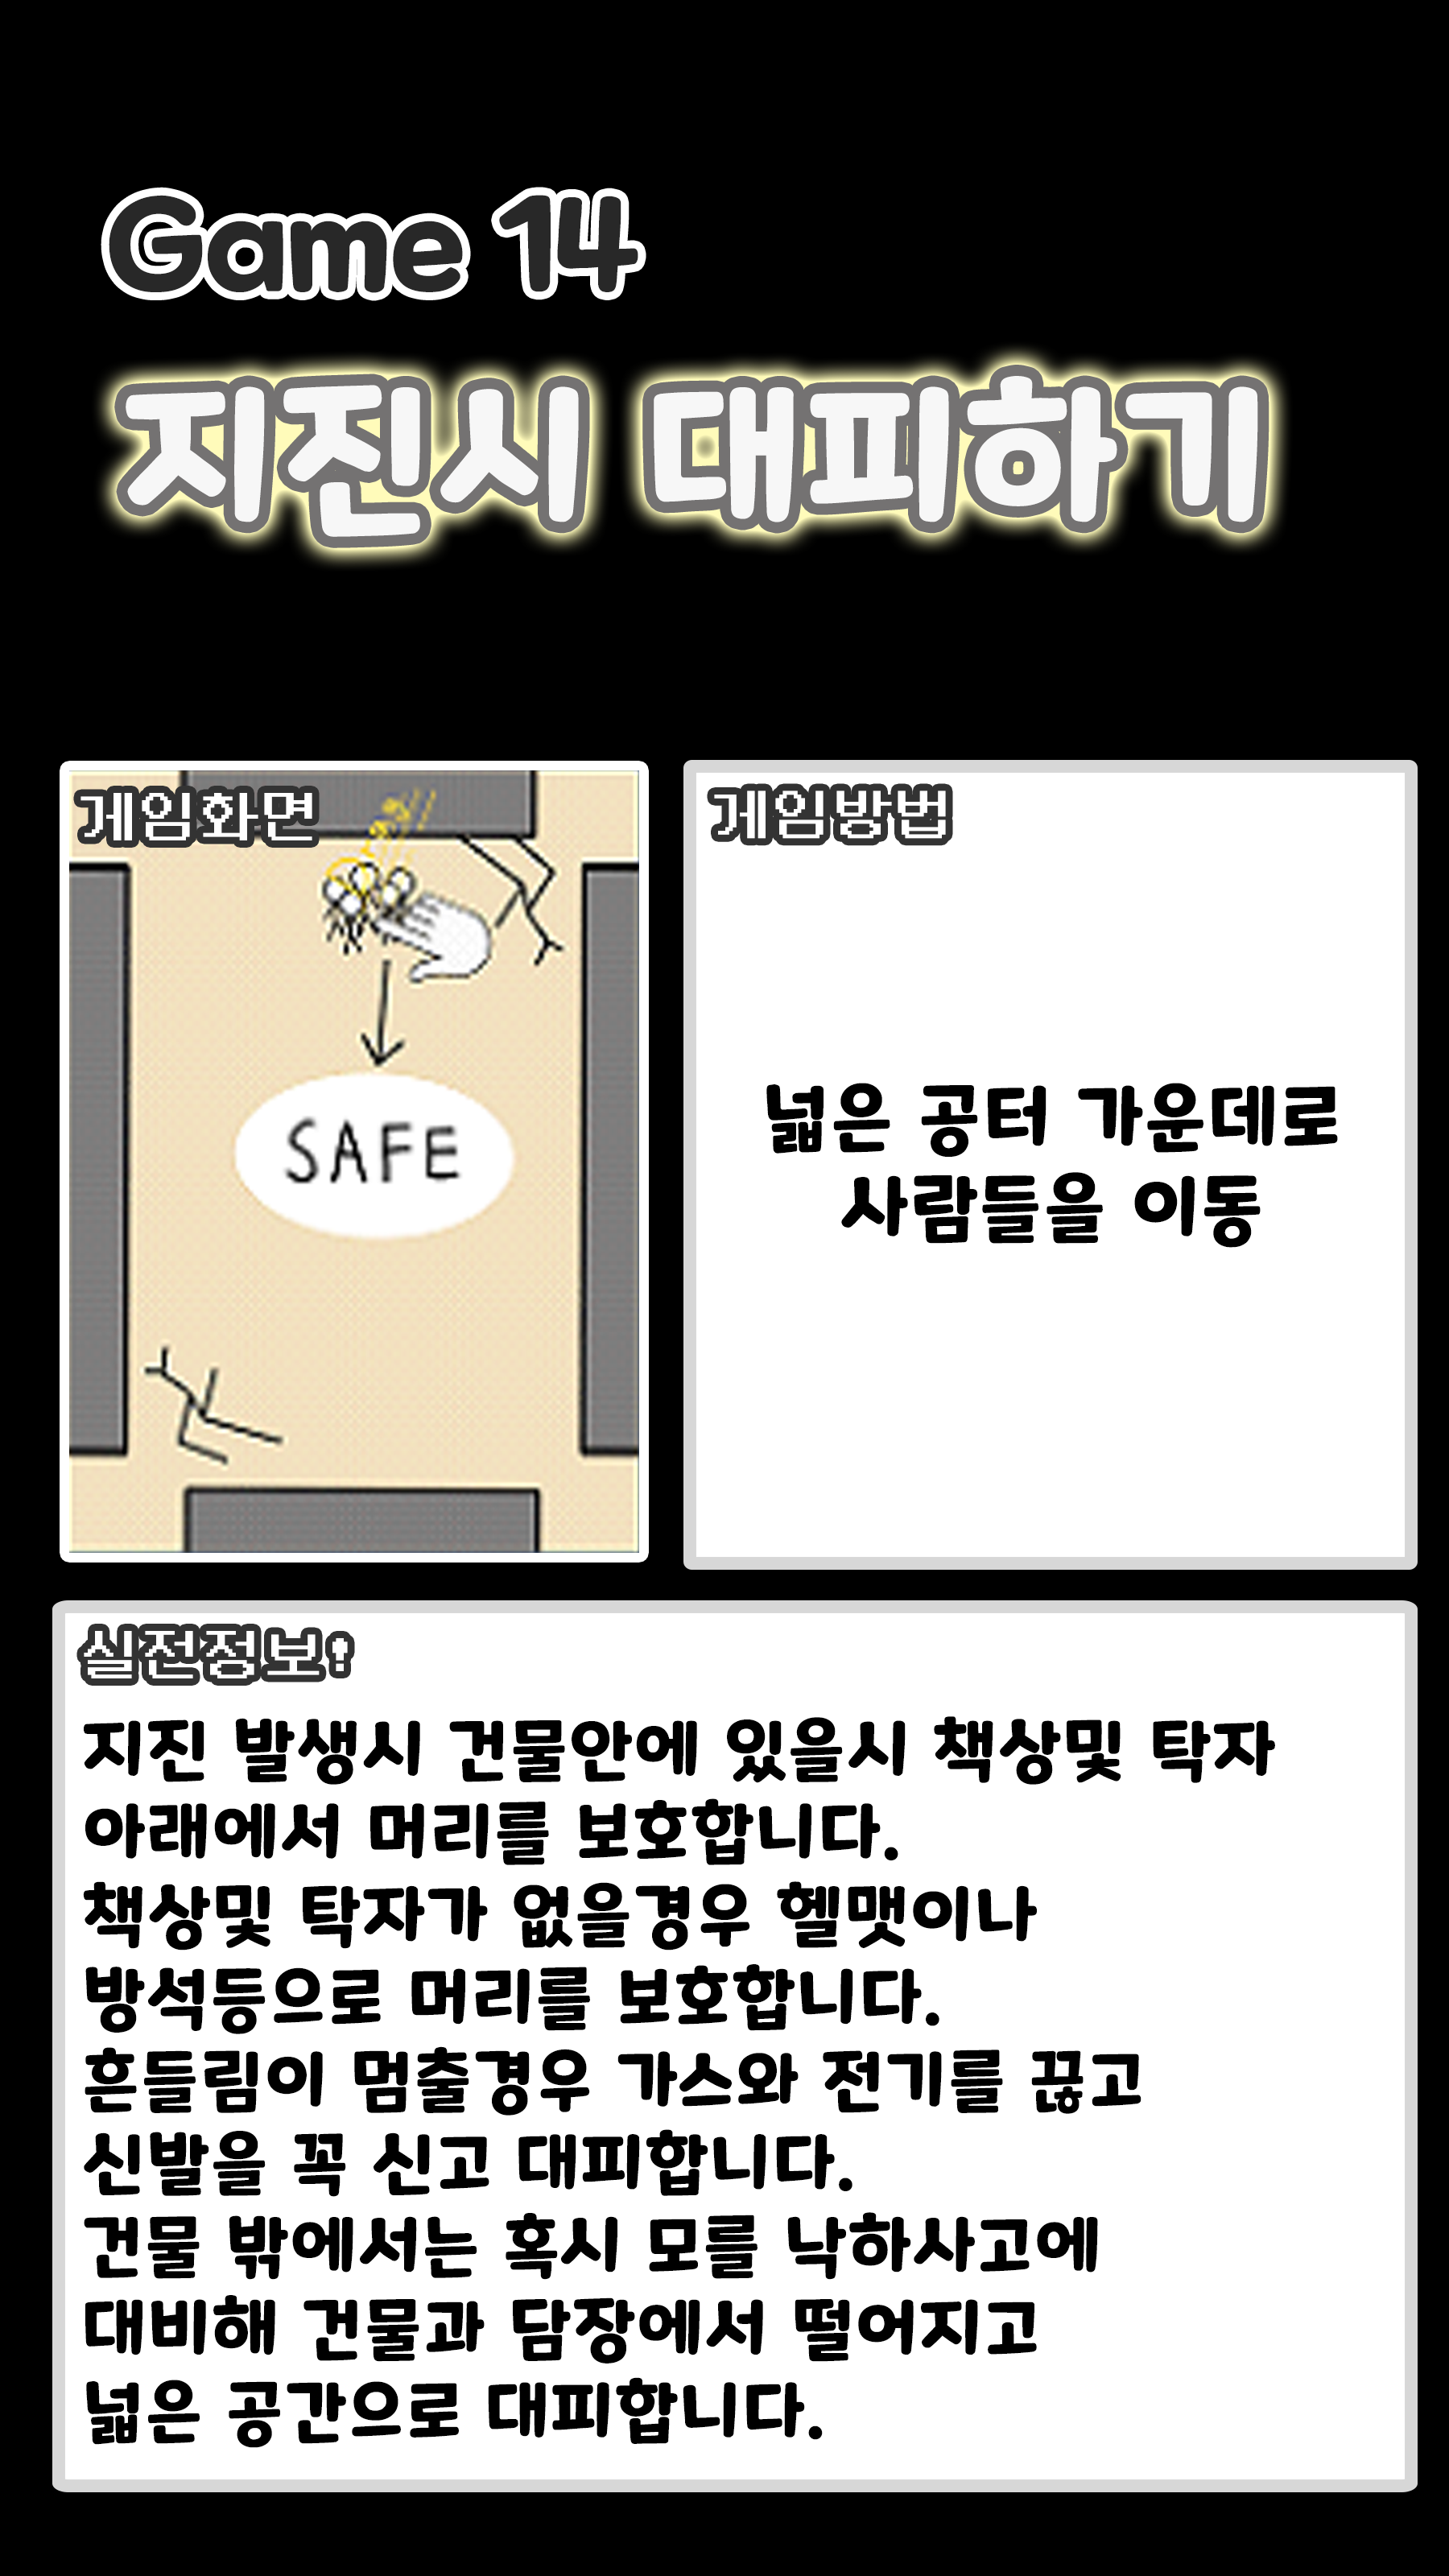 Game 14
지진시 대피하기
게임화면
SAFE
게임방법
넓은 공터 가운데로
사람들을 이동
실전정보!
지진 발생시 건물안에 있을시 책상및 탁자
아래에서 머리를 보호합니다.
책상및 탁자가 없을경우 헬멧이나
방석등으로 머리를 보호합니다.
흔들림이 멈출경우 가스와 전기를 끊고
신발을 꼭 신고 대피합니다.
건물 밖에서는 혹시 모를 낙하사고에
대비해 건물과 담장에서 떨어지고
넓은 공간으로 대피합니다.